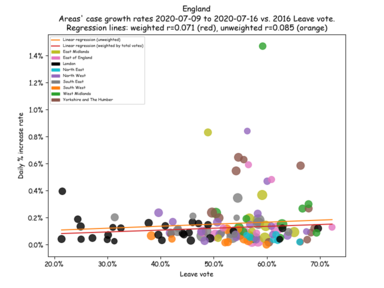 England
Areas' case growth rates 2020-07-09 to 2020-07-16 vs. 2016 Leave vote.
Regression lines: weighted r=0.071 (red), unweighted r=0.085 (orange)
Linear regression (unweighted)
Linear regression (weighted by total votes)
East Midlands
East of England
London
North East
North West
South East
South West
West Midlands
Yorkshire and The Humber
Daily % increase rate
1.4%
1.2%
1.0%
0.8%
0.6%
0.4%
0.2%
0.0%
20.0% 30.0% 40.0% 50.0% 60.0% 70.0%
Leave vote